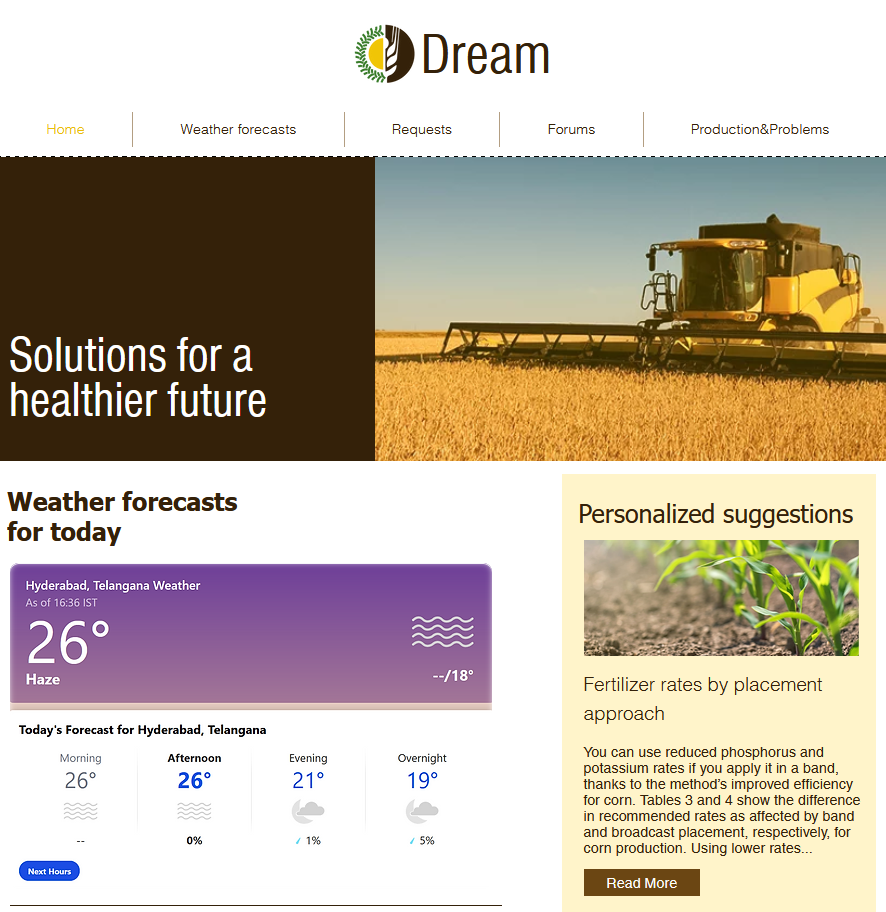 Dream
Home
Weather forecasts
Requests
Forums
Production&Problems
Solutions for a
healthier future
Weather forecasts
for today
Hyderabad, Telangana Weather
As of 16:36 IST
26°
Haze
--/18°
Today's Forecast for Hyderabad, Telangana
Morning
Afternoon
Evening
Overnight
26°
26°
21°
19°
--
0%
1%
5%
Next Hours
Personalized suggestions
Fertilizer rates by placement
approach
You can use reduced phosphorus and
potassium rates if you apply it in a band,
thanks to the method’s improved efficiency
for corn. Tables 3 and 4 show the difference
in recommended rates as affected by band
and broadcast placement, respectively, for
corn production. Using lower rates...
Read More